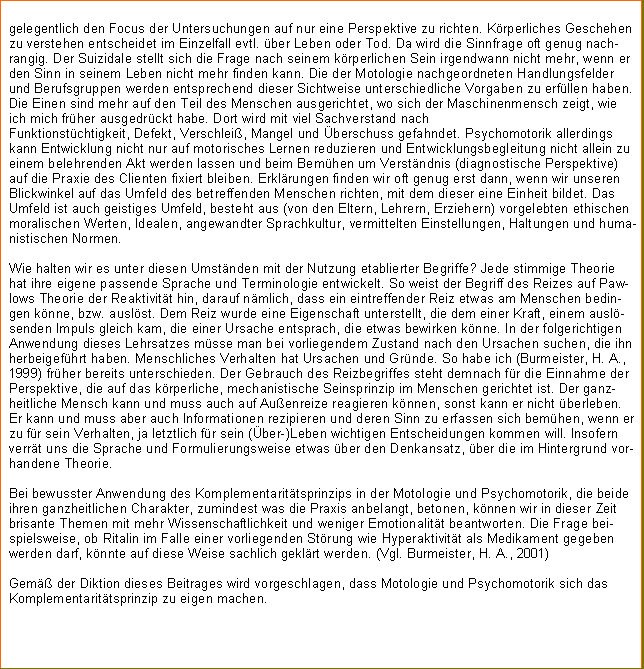 gelegentlich den Focus der Untersuchungen auf nur eine Perspektive zu richten. Körperliches Geschehen
zu verstehen entscheidet im Einzelfall evtl. über Leben oder Tod. Da wird die Sinnfrage oft genug nach-
rangig. Der Suizidale stellt sich die Frage nach seinem körperlichen Sein irgendwann nicht mehr, wenn er
den Sinn in seinem Leben nicht mehr finden kann. Die der Motologie nachgeordneten Handlungsfelder
und Berufsgruppen werden entsprechend dieser Sichtweise unterschiedliche Vorgaben zu erfüllen haben.
Die Einen sind mehr auf den Teil des Menschen ausgerichtet, wo sich der Maschinenmensch zeigt, wie
ich mich früher ausgedrückt habe. Dort wird mit viel Sachverstand nach
Funktionstüchtigkeit, Defekt, Verschleiß, Mangel und Überschuss gefahndet. Psychomotorik allerdings
kann Entwicklung nicht nur auf motorisches Lernen reduzieren und Entwicklungsbegleitung nicht allein zu
einem belehrenden Akt werden lassen und beim Bemühen um Verständnis (diagnostische Perspektive)
auf die Praxie des Clienten fixiert bleiben. Erklärungen finden wir oft genug erst dann, wenn wir unseren
Blickwinkel auf das Umfeld des betreffenden Menschen richten, mit dem dieser eine Einheit bildet. Das
Umfeld ist auch geistiges Umfeld, besteht aus (von den Eltern, Lehrern, Erziehern) vorgelebten ethischen
moralischen Werten, Idealen, angewandter Sprachkultur, vermittelten Einstellungen, Haltungen und huma-
nistischen Normen.
Wie halten wir es unter diesen Umständen mit der Nutzung etablierter Begriffe? Jede stimmige Theorie
hat ihre eigene passende Sprache und Terminologie entwickelt. So weist der Begriff des Reizes auf Paw-
lows Theorie der Reaktivität hin, darauf nämlich, dass ein eintreffender Reiz etwas am Menschen bedin-
gen könne, bzw. auslöst. Dem Reiz wurde eine Eigenschaft unterstellt, die dem einer Kraft, einem auslö-
senden Impuls gleich kam, die einer Ursache entsprach, die etwas bewirken könne. In der folgerichtigen
Anwendung dieses Lehrsatzes müsse man bei vorliegendem Zustand nach den Ursachen suchen, die ihn
herbeigeführt haben. Menschliches Verhalten hat Ursachen und Gründe. So habe ich (Burmeister, H. A.,
1999) früher bereits unterschieden. Der Gebrauch des Reizbegriffes steht demnach für die Einnahme der
Perspektive, die auf das körperliche, mechanistische Seinsprinzip im Menschen gerichtet ist. Der ganz-
heitliche Mensch kann und muss auch auf Außenreize reagieren können, sonst kann er nicht überleben.
Er kann und muss aber auch Informationen rezipieren und deren Sinn zu erfassen sich bemühen, wenn er
zu für sein Verhalten, ja letztlich für sein (Über-)Leben wichtigen Entscheidungen kommen will. Insofern
verrät uns die Sprache und Formulierungsweise etwas über den Denkansatz, über die im Hintergrund vor-
handene Theorie.
Bei bewusster Anwendung des Komplementaritätsprinzips in der Motologie und Psychomotorik, die beide
ihren ganzheitlichen Charakter, zumindest was die Praxis anbelangt, betonen, können wir in dieser Zeit
brisante Themen mit mehr Wissenschaftlichkeit und weniger Emotionalität beantworten. Die Frage bei-
spielsweise, ob Ritalin im Falle einer vorliegenden Störung wie Hyperaktivität als Medikament gegeben
werden darf, könnte auf diese Weise sachlich geklärt werden. (Vgl. Burmeister, H. A., 2001)
Gemäß der Diktion dieses Beitrages wird vorgeschlagen, dass Motologie und Psychomotorik sich das
Komplementaritätsprinzip zu eigen machen.